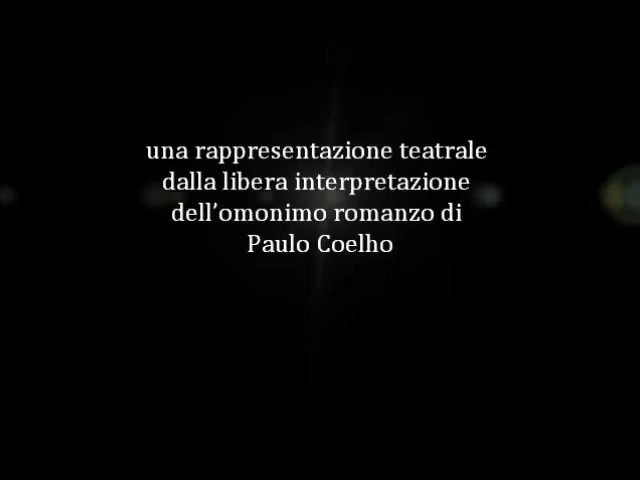 una rappresentazione teatrale
dalla libera interpretazione
dell’omonimo romanzo di
Paulo Coelho